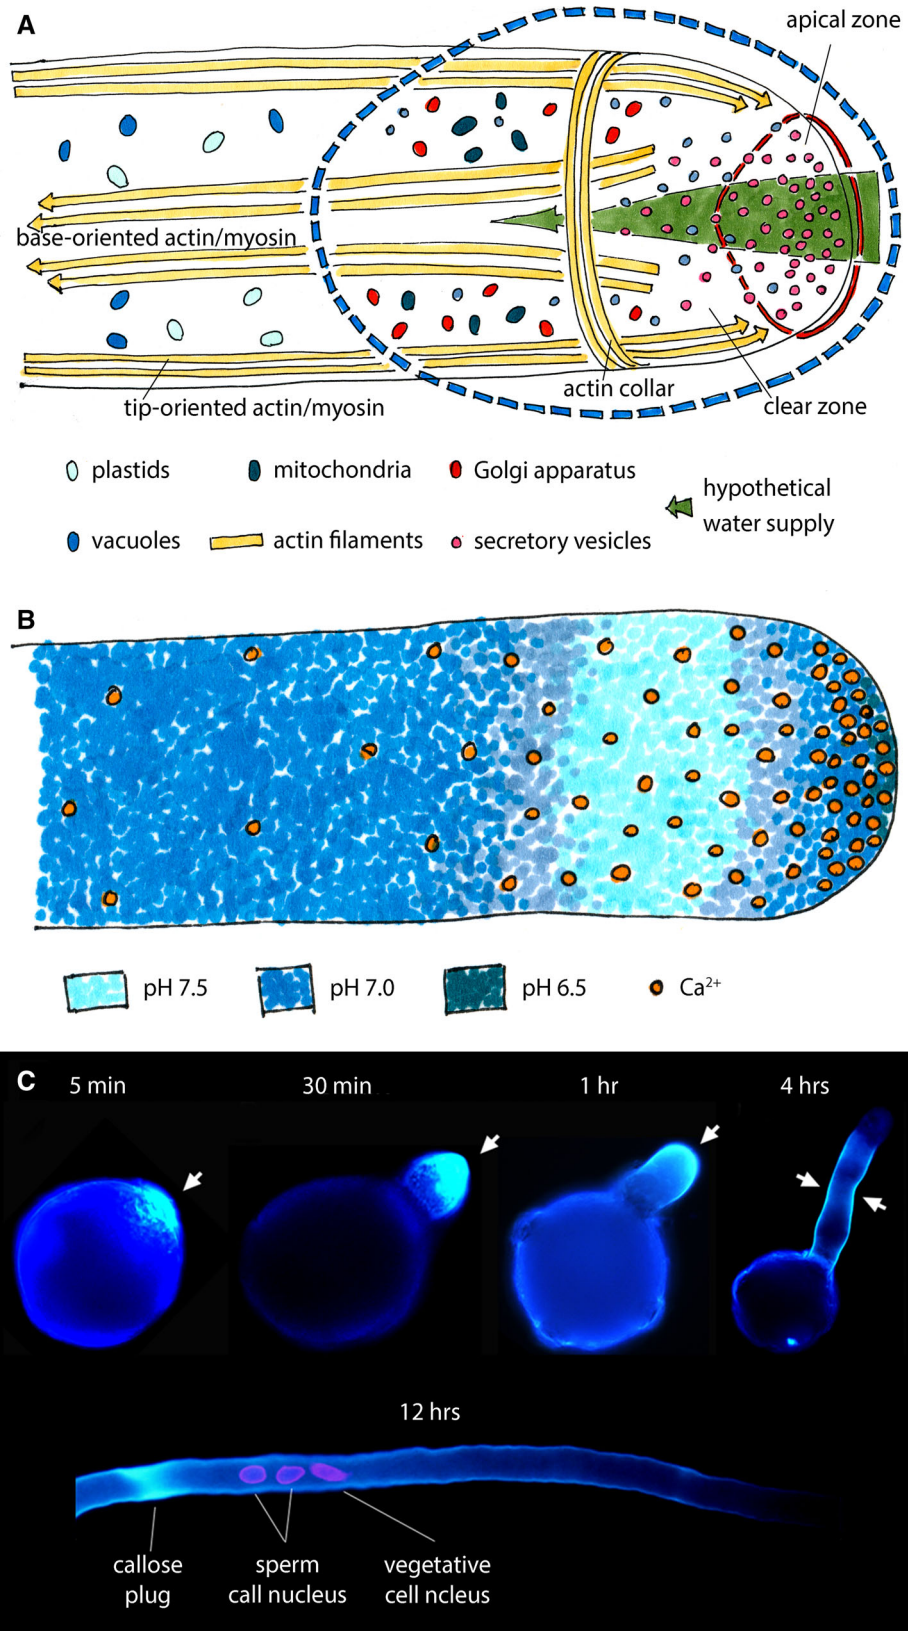 A
apical zone
base-oriented actin/myosin
actin collar
tip-oriented actin/myosin
clear zone
plastids
mitochondria
Golgi apparatus
hypothetical
water supply
vacuoles
actin filaments
secretory vesicles
B
pH 7.5
pH 7.0
pH 6.5
Ca²⁺
C
5 min
30 min
1 hr
4 hrs
12 hrs
callose
plug
sperm
call nucleus
vegetative
cell ncleus